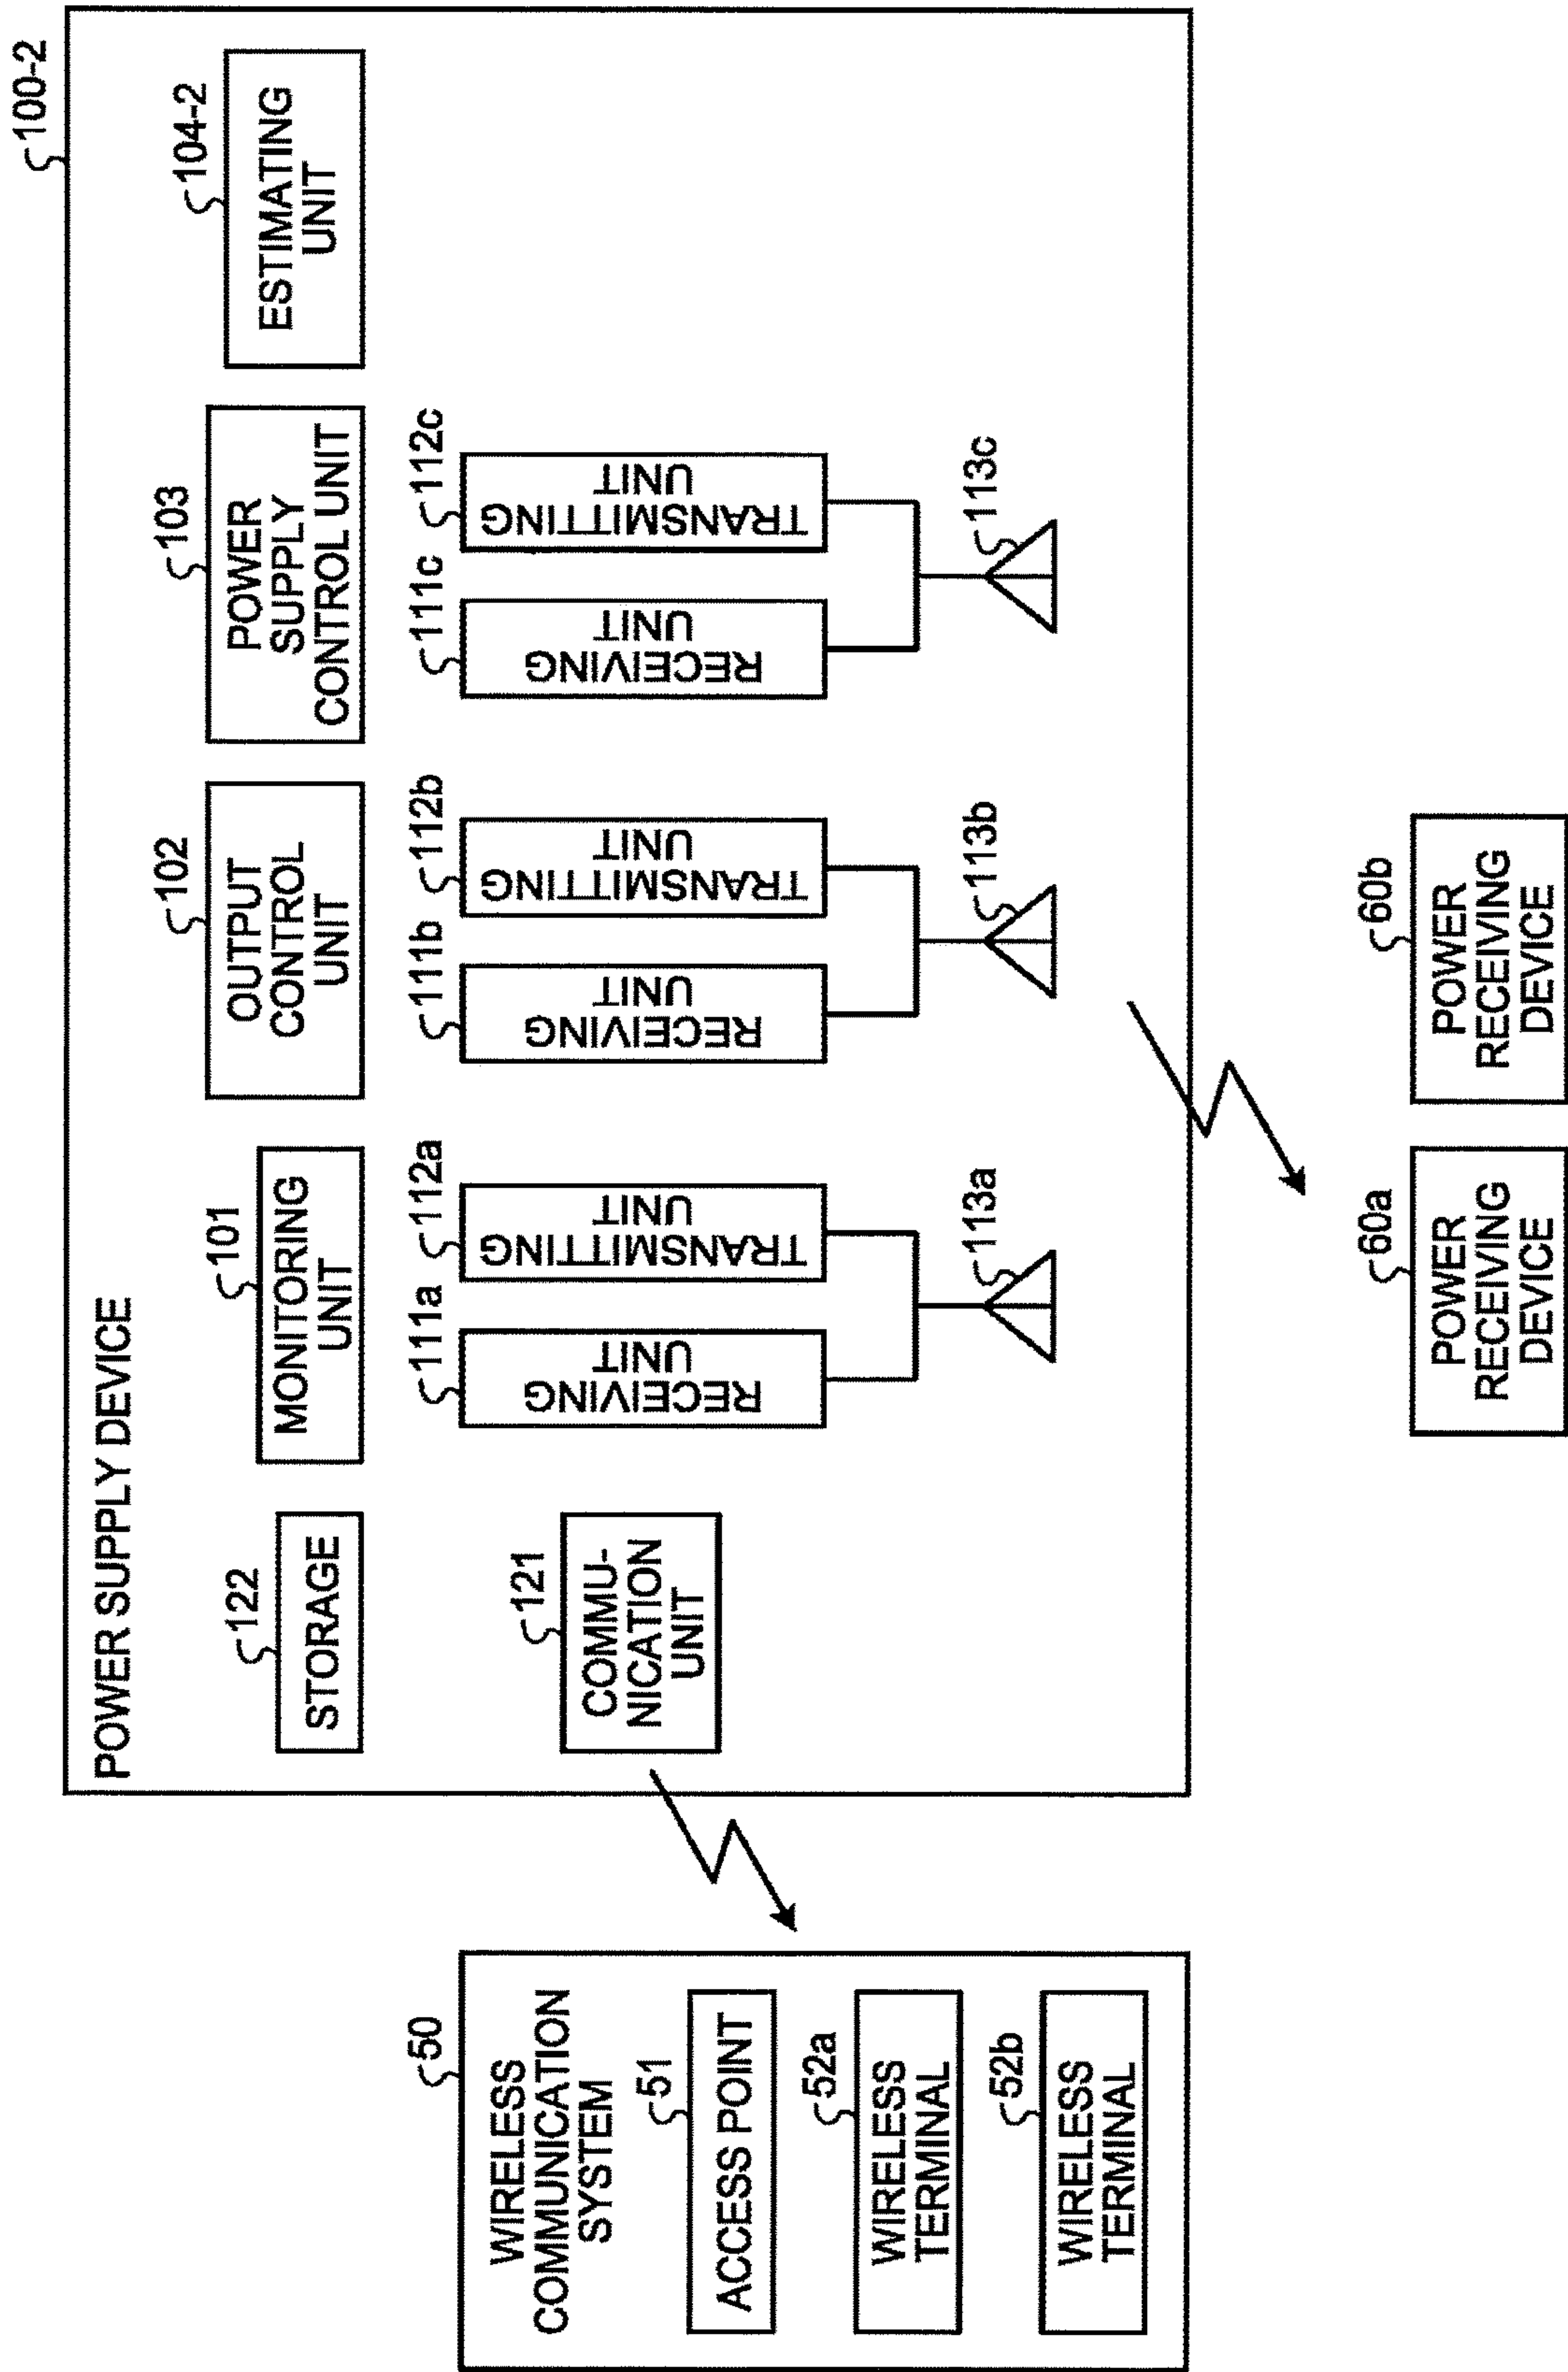 100-2
POWER SUPPLY DEVICE
122
STORAGE
101
MONITORING
UNIT
102
OUTPUT
CONTROL
UNIT
103
POWER
SUPPLY
CONTROL UNIT
104-2
ESTIMATING
UNIT
121
COMMU-
NICATION
UNIT
111a
RECEIVING
UNIT
112a
TRANSMITTING
UNIT
113a
111b
RECEIVING
UNIT
112b
TRANSMITTING
UNIT
113b
111c
RECEIVING
UNIT
112c
TRANSMITTING
UNIT
113c
50
WIRELESS
COMMUNICATION
SYSTEM
51
ACCESS POINT
52a
WIRELESS
TERMINAL
52b
WIRELESS
TERMINAL
60a
POWER
RECEIVING
DEVICE
60b
POWER
RECEIVING
DEVICE